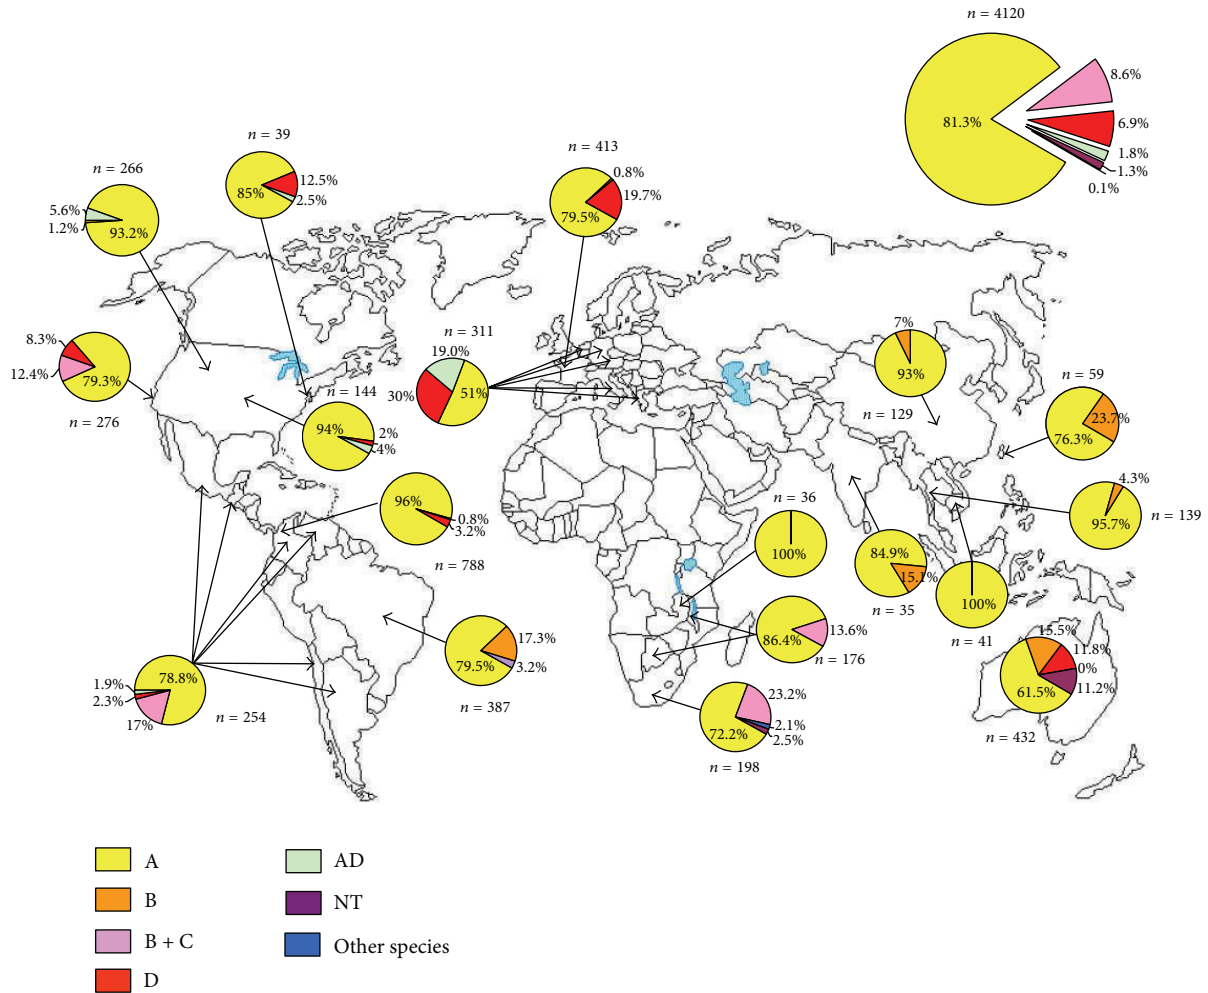 n = 4120
8.6%
81.3%
6.9%
1.8%
1.3%
0.1%
n = 39
n = 413
n = 266
0.8%
12.5%
85%
2.5%
19.7%
5.6%
79.5%
1.2%
93.2%
7%
n = 311
8.3%
19.0%
12.4%
79.3%
93%
n = 59
30%
51%
n = 144
n = 129
23.7%
n = 276
94%
2%
76.3%
4%
4.3%
96%
n = 36
0.8%
95.7%
n = 139
3.2%
100%
84.9%
n = 788
15.1%
100%
n = 35
13.6%
15.5%
17.3%
86.4%
n = 41
11.8%
79.5%
3.2%
n = 176
0%
78.8%
1.9%
61.5%
11.2%
2.3%
23.2%
n = 387
17%
n = 254
2.1%
72.2%
n = 432
2.5%
n = 198
A
B
B + C
D
AD
NT
Other species